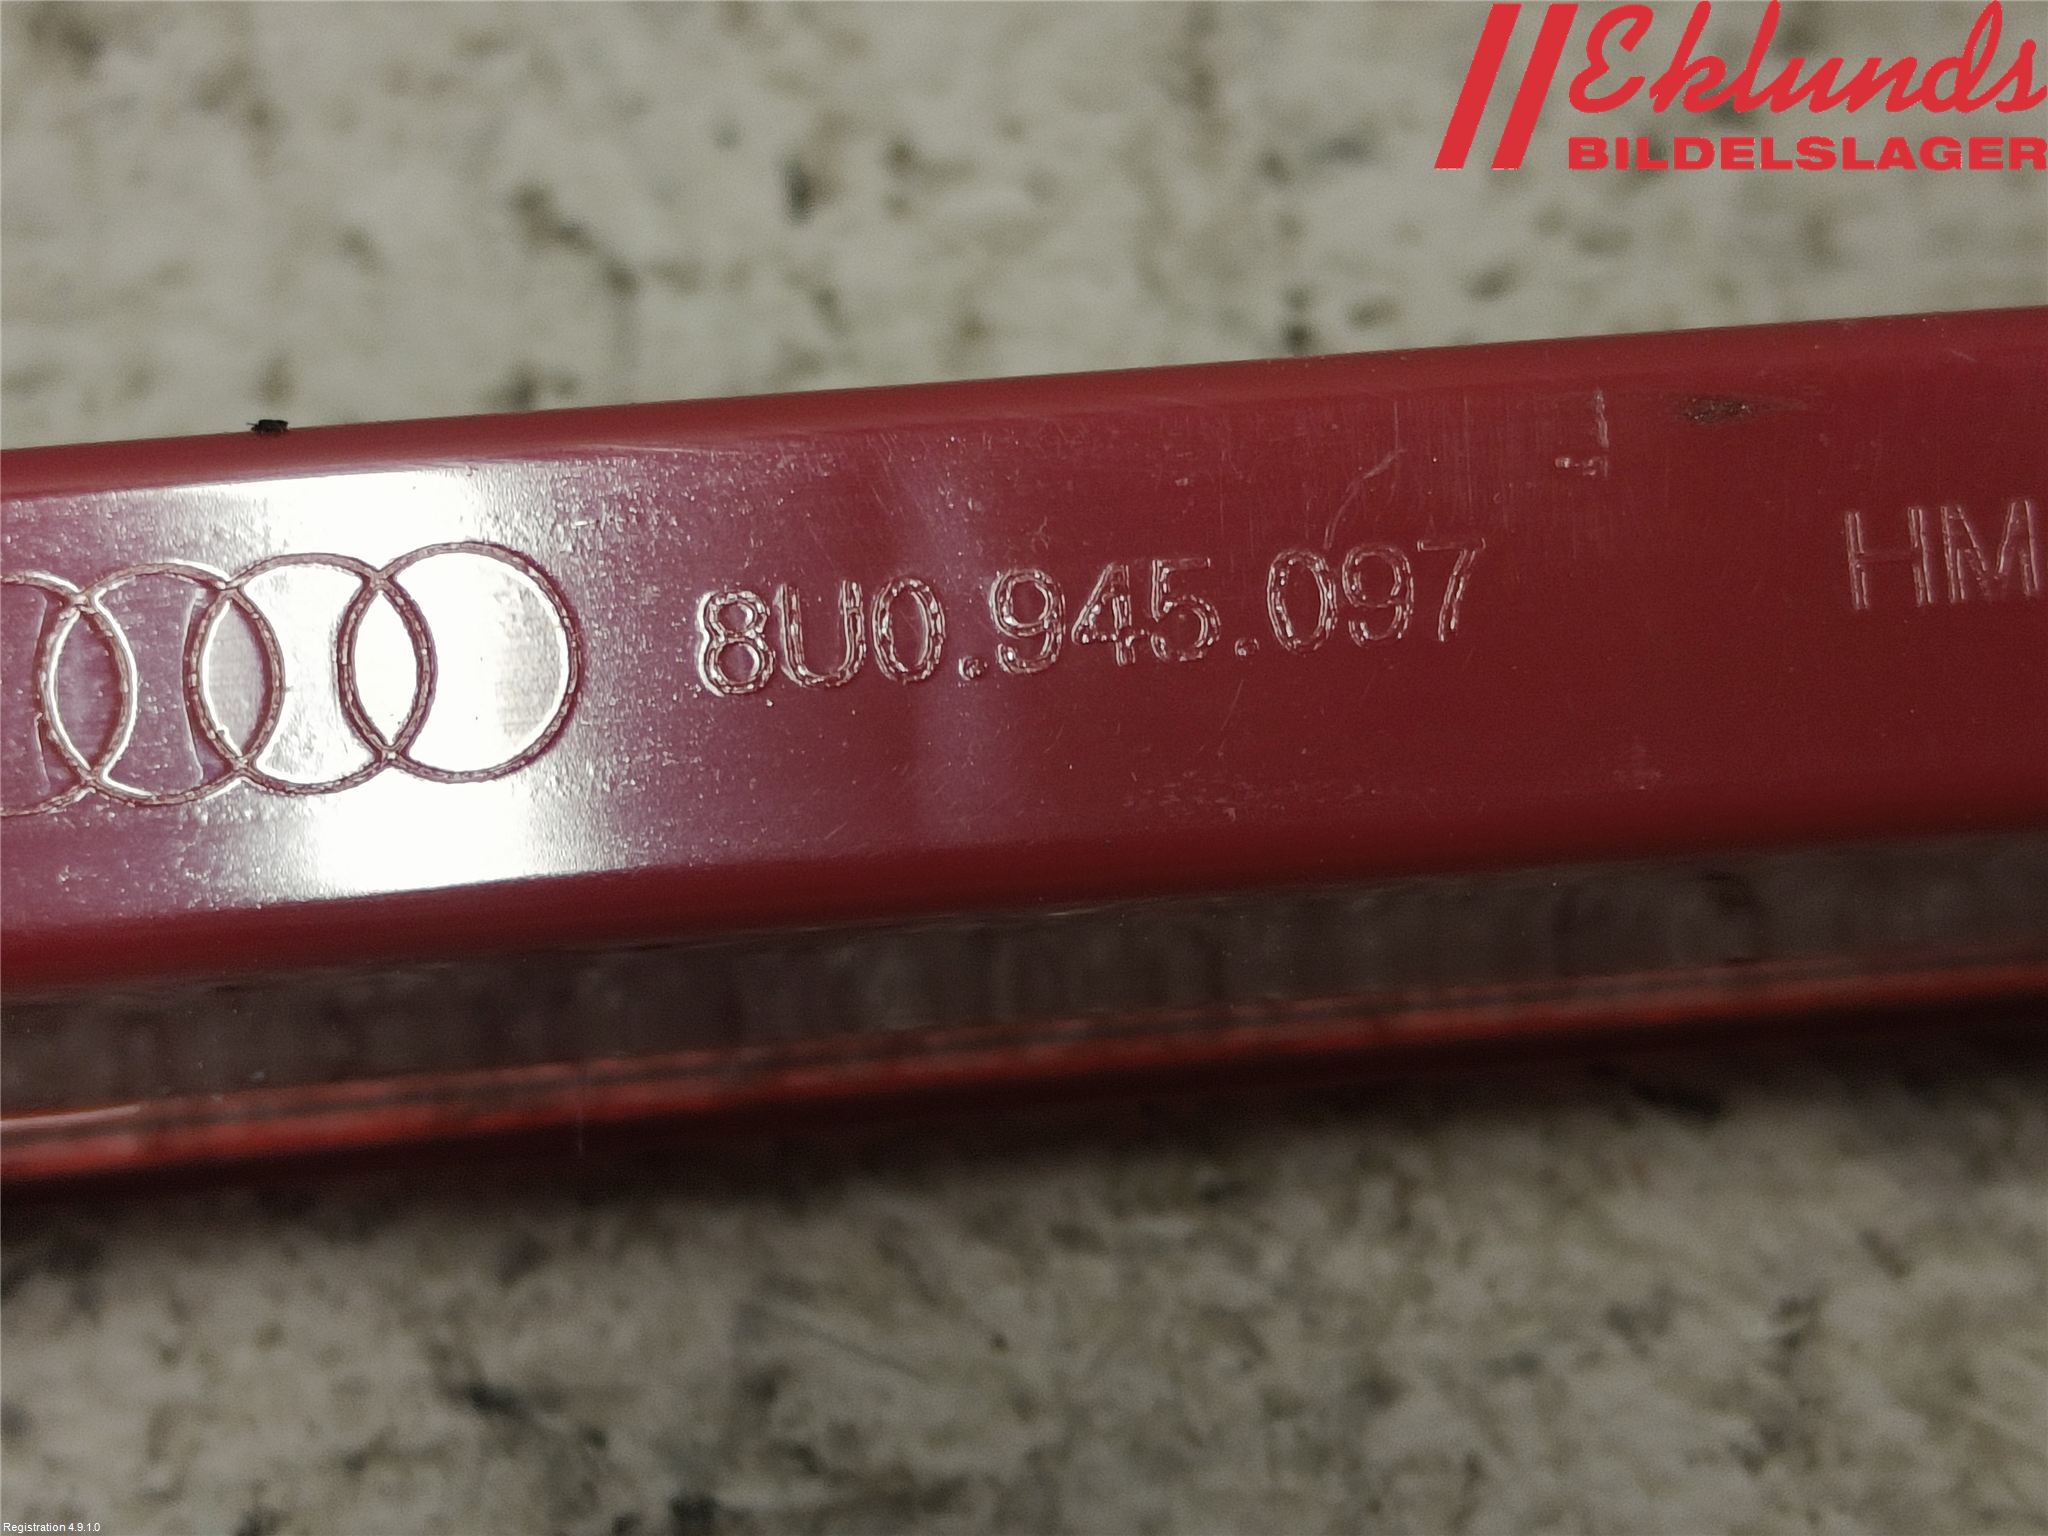 Eklunds
BILDELSLAGER
8U0.945.097
HM
Registration 4.9.1.0